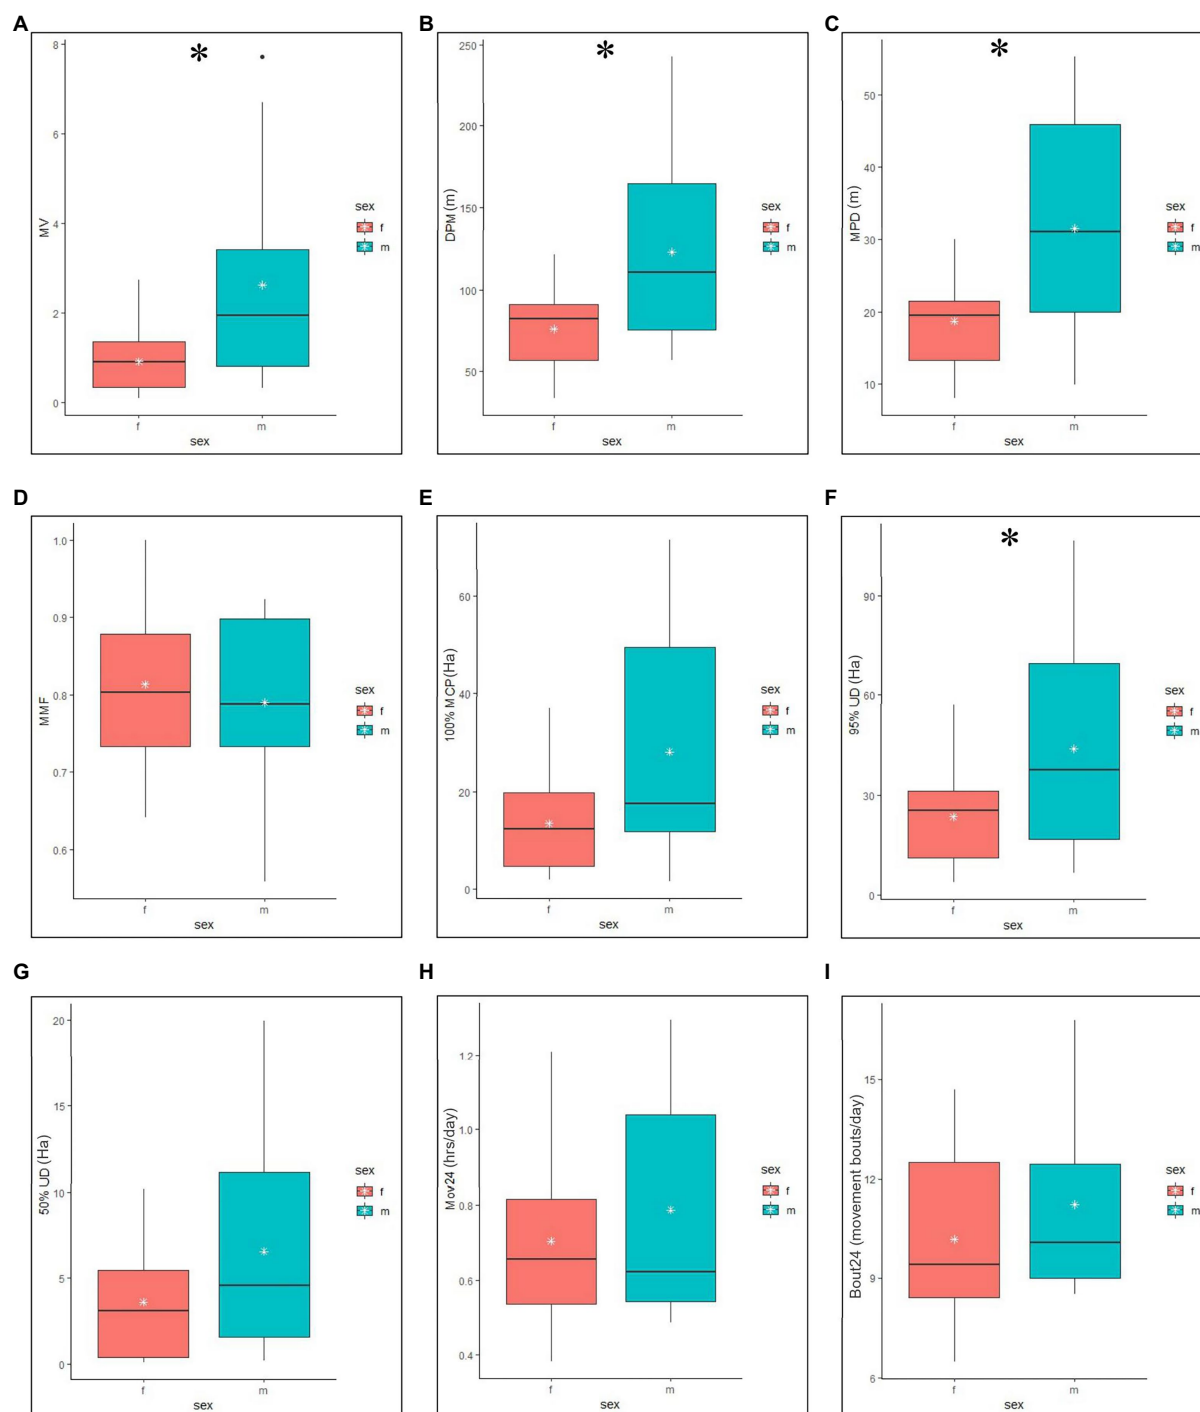 A
*
MV
8
6
4
2
0
f
m
sex
sex
f
m
B
*
DPM (m)
250
200
150
100
50
f
m
sex
sex
f
m
C
*
MPD (m)
50
40
30
20
10
f
m
sex
sex
f
m
D
MMF
1.0
0.9
0.8
0.7
0.6
f
m
sex
sex
f
m
E
100% MCP (Ha)
60
40
20
0
f
m
sex
sex
f
m
F
*
95% UD (Ha)
90
60
30
0
f
m
sex
sex
f
m
G
50% UD (Ha)
20
15
10
5
0
f
m
sex
sex
f
m
H
Mov24 (hrs/day)
1.2
1.0
0.8
0.6
0.4
f
m
sex
sex
f
m
I
Bout24 (movement bouts/day)
15
12
9
6
f
m
sex
sex
f
m